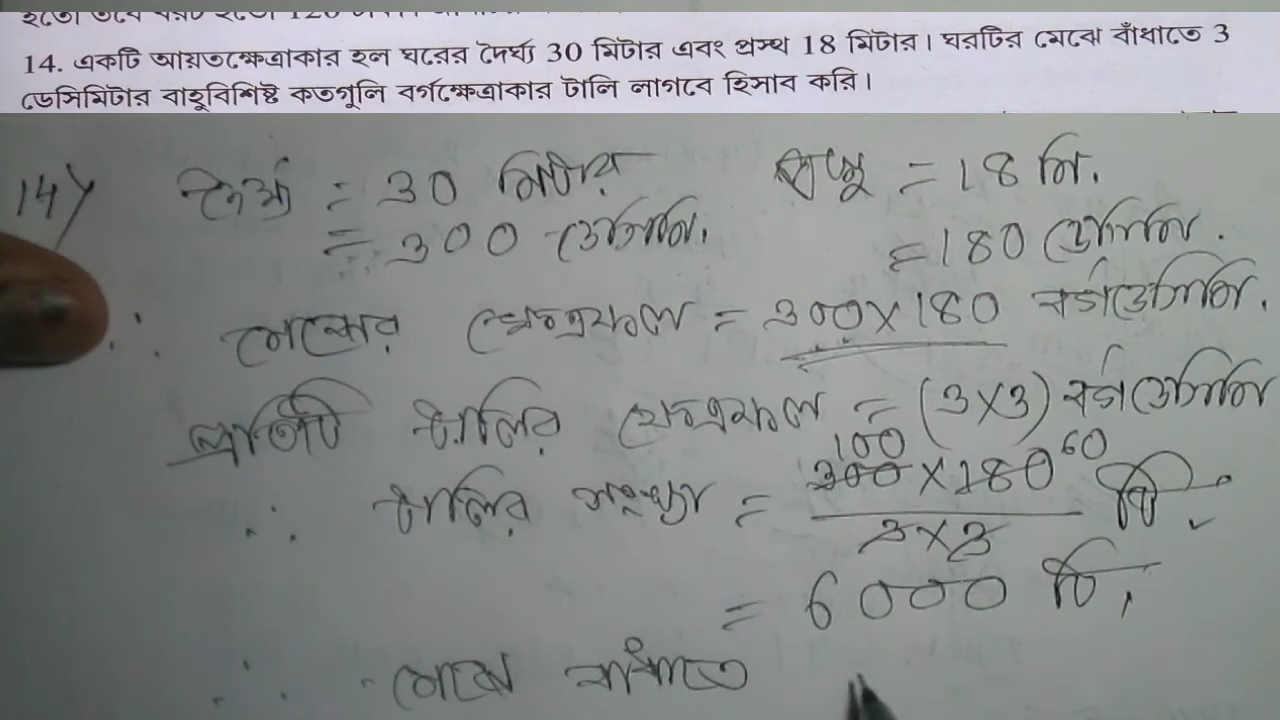 14. একটি আয়তক্ষেত্রাকার হল ঘরের দৈর্ঘ্য 30 মিটার এবং প্রস্থ 18 মিটার। ঘরটির মেঝে বাঁধাতে 3
ডেসিমিটার বাহুবিশিষ্ট কতগুলি বর্গক্ষেত্রাকার টালি লাগবে হিসাব করি।
14) দৈর্ঘ্য = 30 মিটার প্রস্থ = 18 মি.
= 300 ডেসিমি. = 180 ডেসিমি.
∴ মেঝের ক্ষেত্রফল = 300 × 180 বর্গডেসিমি.
প্রতিটি টালির ক্ষেত্রফল = (3×3) বর্গডেসিমি
100 60
∴ টালির সংখ্যা = 300 × 180 টি.
3×3
= 6000 টি.
∴ মেঝে বাঁধাতে